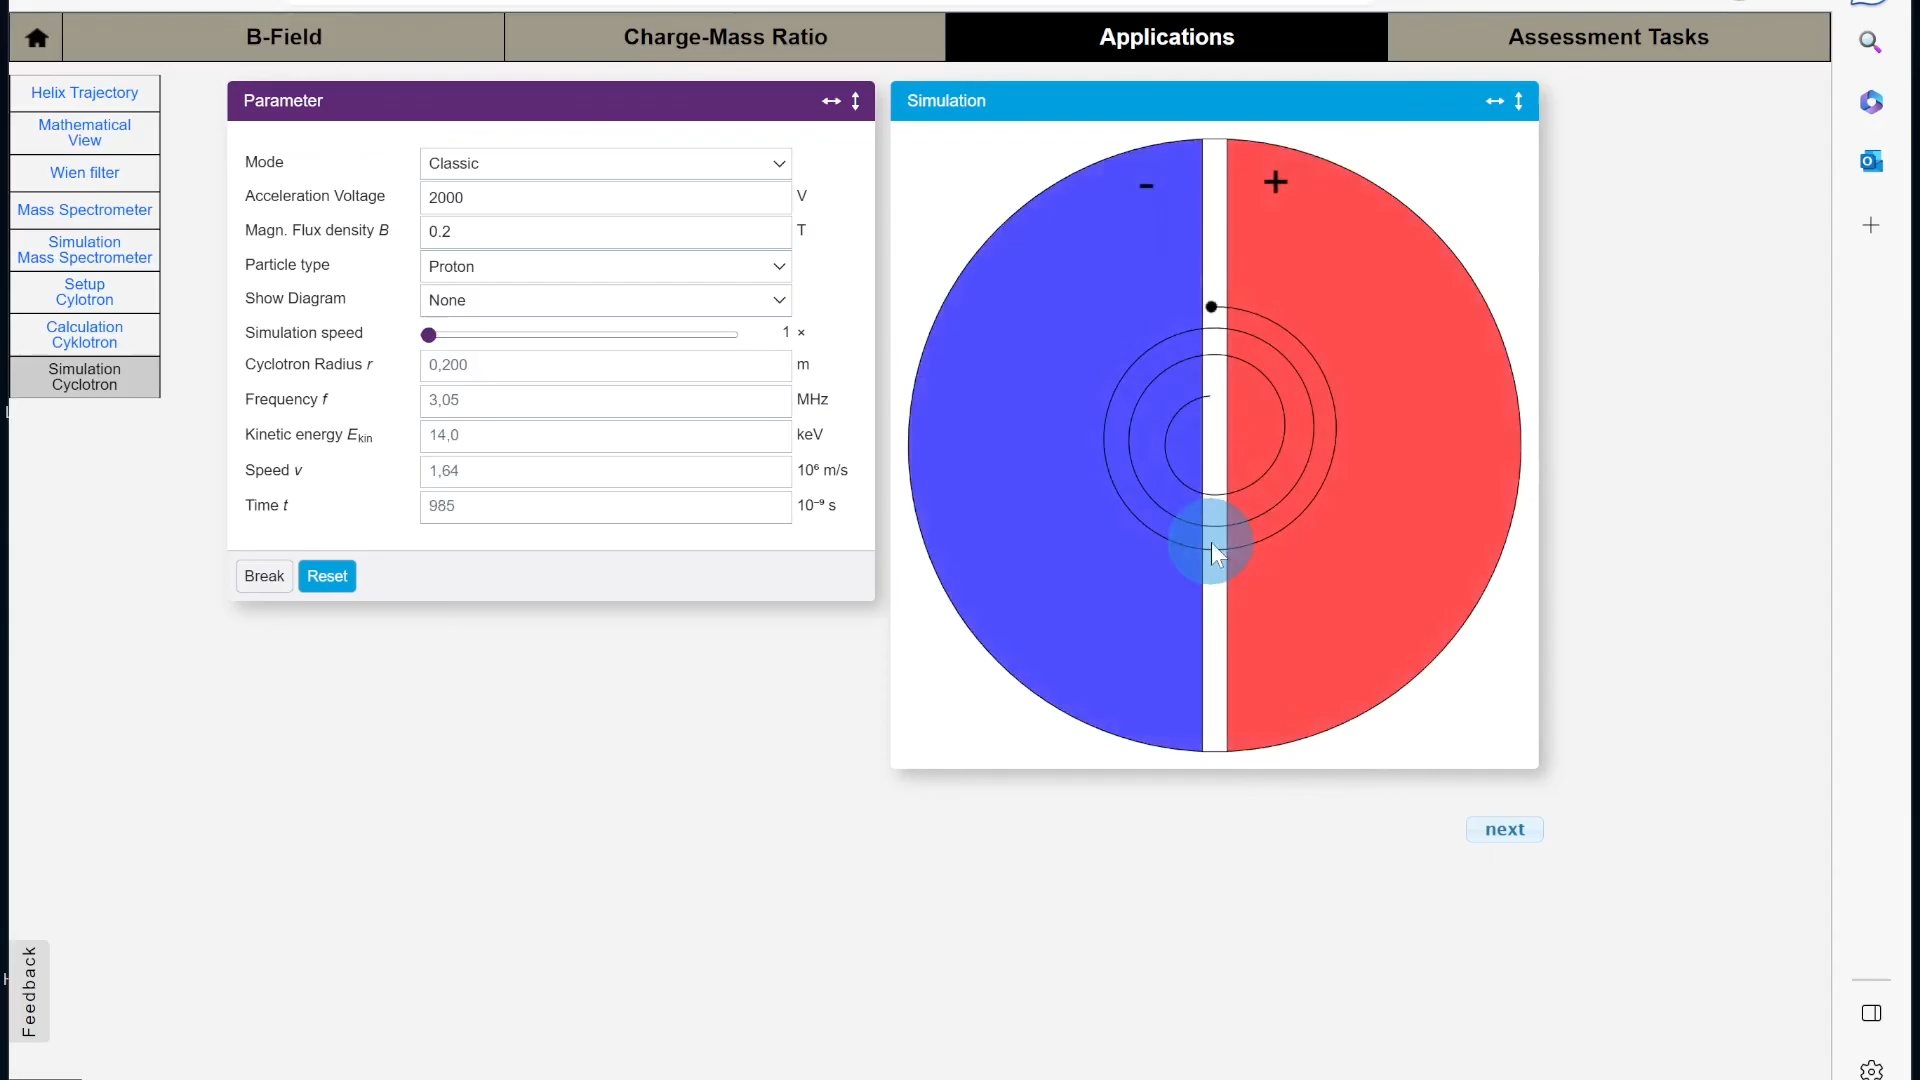 B-Field
Charge-Mass Ratio
Applications
Assessment Tasks
Helix Trajectory
Mathematical
View
Wien filter
Mass Spectrometer
Simulation
Mass Spectrometer
Setup
Cylotron
Calculation
Cyklotron
Simulation
Cyclotron
Parameter
Mode
Classic
Acceleration Voltage
2000
V
Magn. Flux density B
0.2
T
Particle type
Proton
Show Diagram
None
Simulation speed
1 ×
Cyclotron Radius r
0,200
m
Frequency f
3,05
MHz
Kinetic energy Ekin
14,0
keV
Speed v
1,64
10⁶ m/s
Time t
985
10⁻⁹ s
Break
Reset
Simulation
-
+
next
Feedback